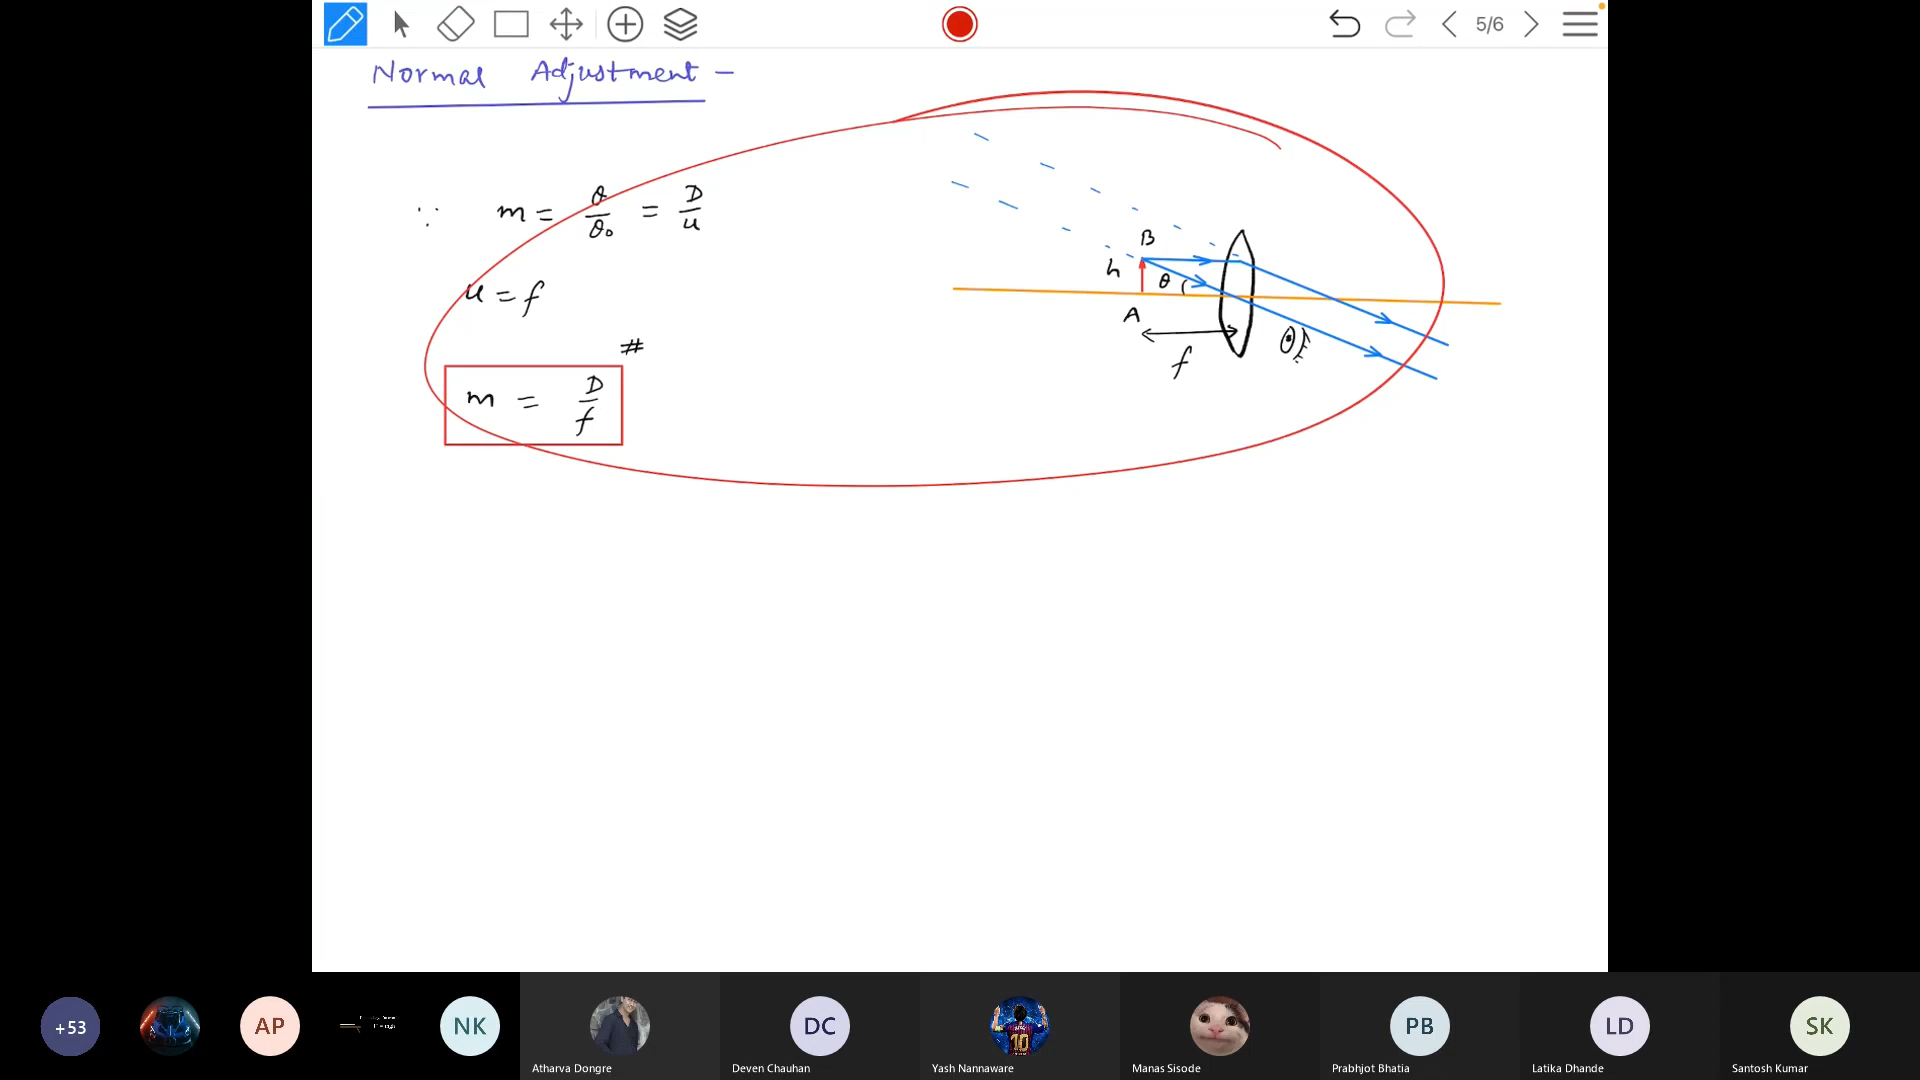 5/6
Normal Adjustment -
∵ m = θ/θ₀ = D/u
u = f
#
m = D/f
B
h
θ
A
f
+53
AP
NK
DC
10
PB
LD
SK
Atharva Dongre
Deven Chauhan
Yash Nannaware
Manas Sisode
Prabhjot Bhatia
Latika Dhande
Santosh Kumar